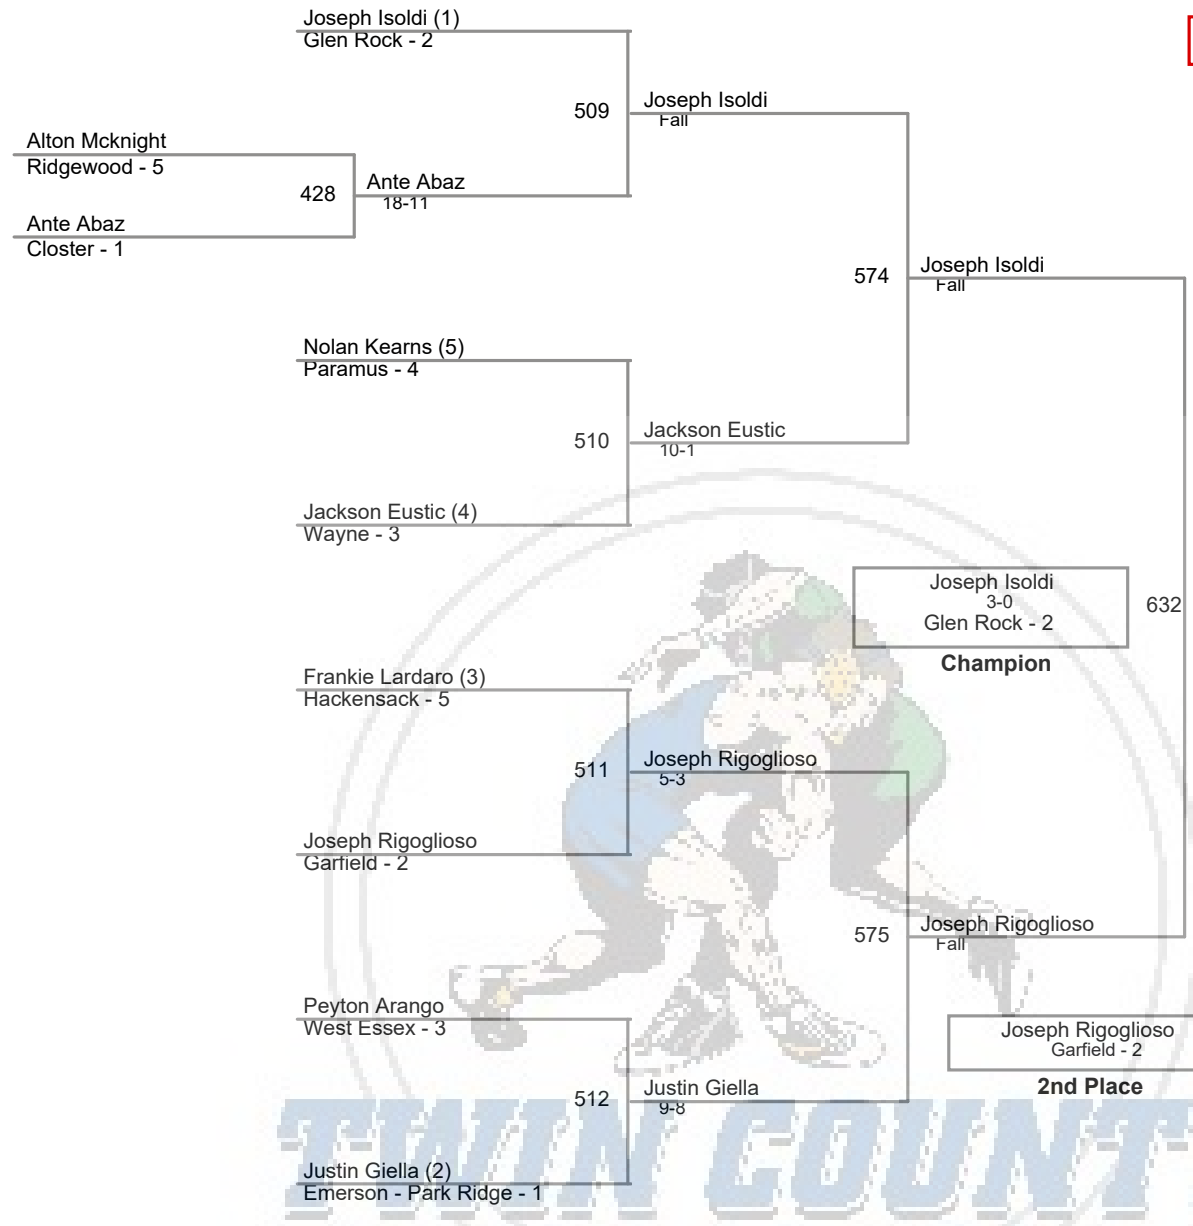 Joseph Isoldi (1)
Glen Rock - 2
509
Joseph Isoldi
Fall
Alton Mcknight
Ridgewood - 5
428
Ante Abaz
18-11
Ante Abaz
Closter - 1
574
Joseph Isoldi
Fall
Nolan Kearns (5)
Paramus - 4
510
Jackson Eustic
10-1
Jackson Eustic (4)
Wayne - 3
Joseph Isoldi
3-0
Glen Rock - 2
632
Champion
Frankie Lardaro (3)
Hackensack - 5
511
Joseph Rigoglioso
5-3
Joseph Rigoglioso
Garfield - 2
575
Joseph Rigoglioso
Fall
Peyton Arango
West Essex - 3
Joseph Rigoglioso
Garfield - 2
2nd Place
512
Justin Giella
9-8
Justin Giella (2)
Emerson - Park Ridge - 1
TWIN COUNT